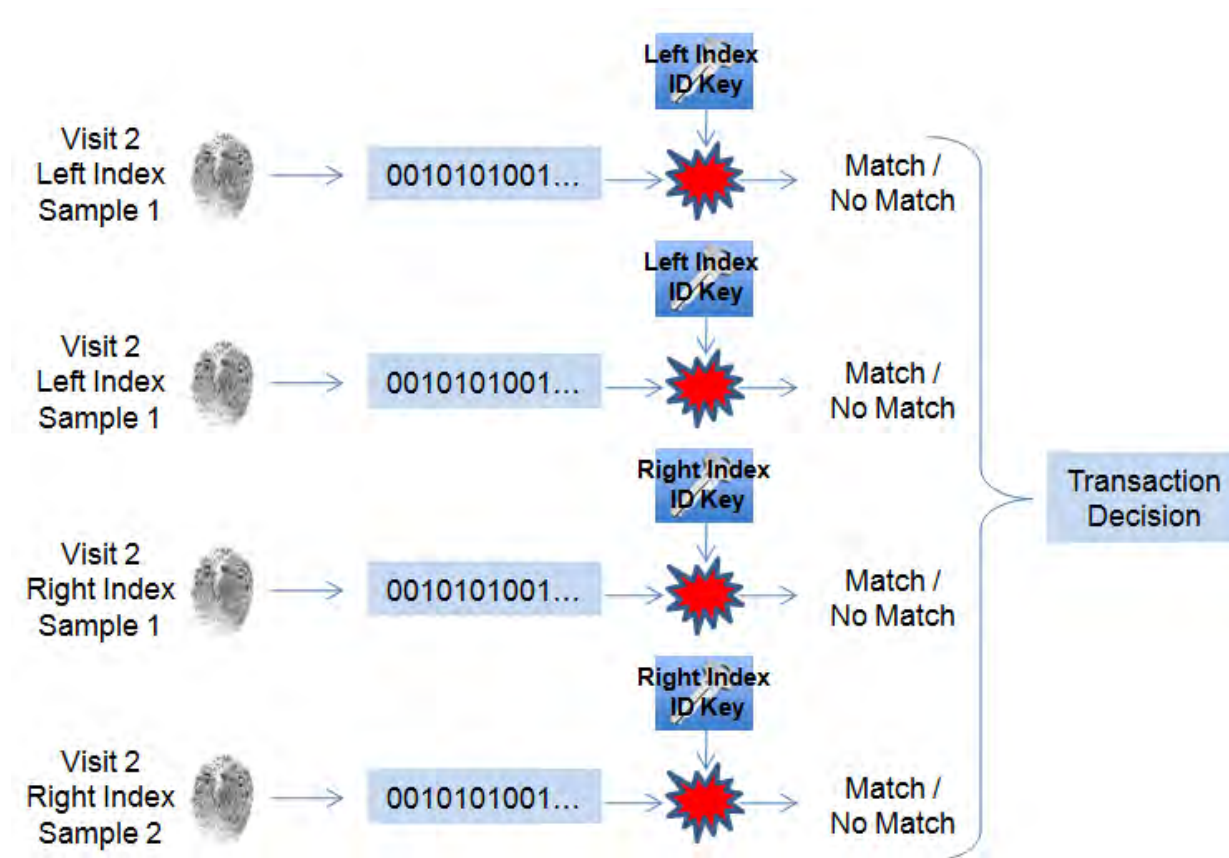 Left Index
ID Key
Visit 2
Left Index
Sample 1
0010101001...
Match /
No Match
Left Index
ID Key
Visit 2
Left Index
Sample 1
0010101001...
Match /
No Match
Right Index
ID Key
Visit 2
Right Index
Sample 1
0010101001...
Match /
No Match
Transaction
Decision
Right Index
ID Key
Visit 2
Right Index
Sample 2
0010101001...
Match /
No Match